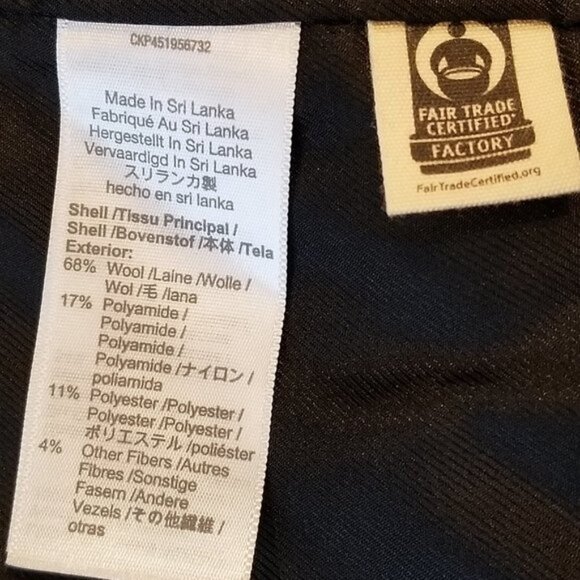 CKP451956732
Made In Sri Lanka
Fabriqué Au Sri Lanka
Hergestellt In Sri Lanka
Vervaardigd In Sri Lanka
スリランカ製
hecho en sri lanka
Shell /Tissu Principal /
Shell /Bovenstof /本体 /Tela
Exterior:
68% Wool /Laine /Wolle /
Wol /毛 /lana
17% Polyamide /
Polyamide /
Polyamide /
Polyamide /ナイロン /
poliamida
11% Polyester /Polyester /
Polyester /Polyester /
ポリエステル /poliéster
4% Other Fibers /Autres
Fibres /Sonstige
Fasern /Andere
Vezels /その他繊維 /
otras
FAIR TRADE
CERTIFIED
FACTORY
FairTradeCertified.org